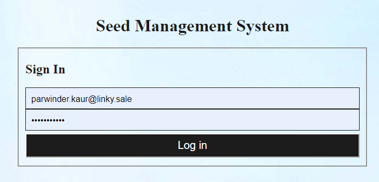 Seed Management System
Sign In
parwinder.kaur@linky.sale
•••••••••••
Log in